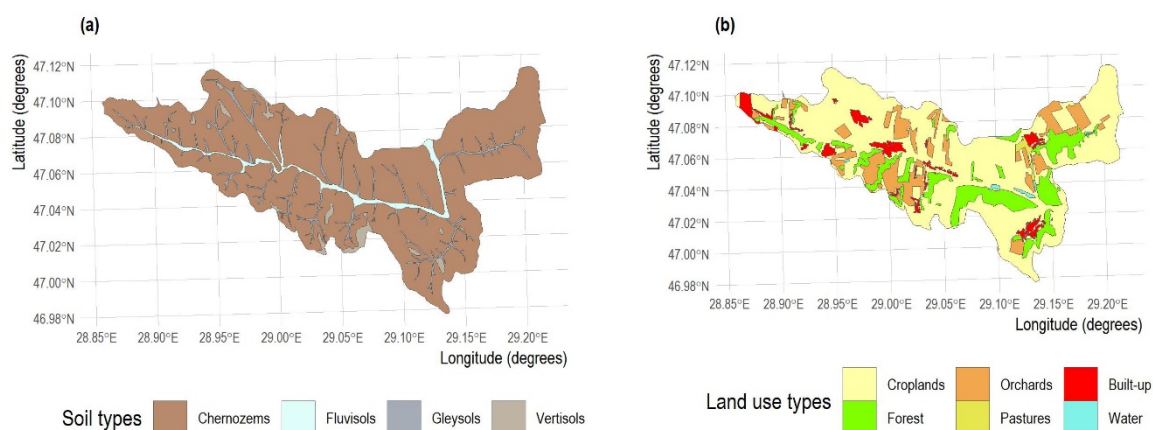 (a)
Latitude (degrees)
47.12°N
47.10°N
47.08°N
47.06°N
47.04°N
47.02°N
47.00°N
46.98°N
28.85°E 28.90°E 28.95°E 29.00°E 29.05°E 29.10°E 29.15°E 29.20°E
Longitude (degrees)
Soil types Chernozems Fluvisols Gleysols Vertisols
(b)
Latitude (degrees)
47.12°N
47.10°N
47.08°N
47.06°N
47.04°N
47.02°N
47.00°N
46.98°N
28.85°E 28.90°E 28.95°E 29.00°E 29.05°E 29.10°E 29.15°E 29.20°E
Longitude (degrees)
Land use types
Croplands Orchards Built-up
Forest Pastures Water